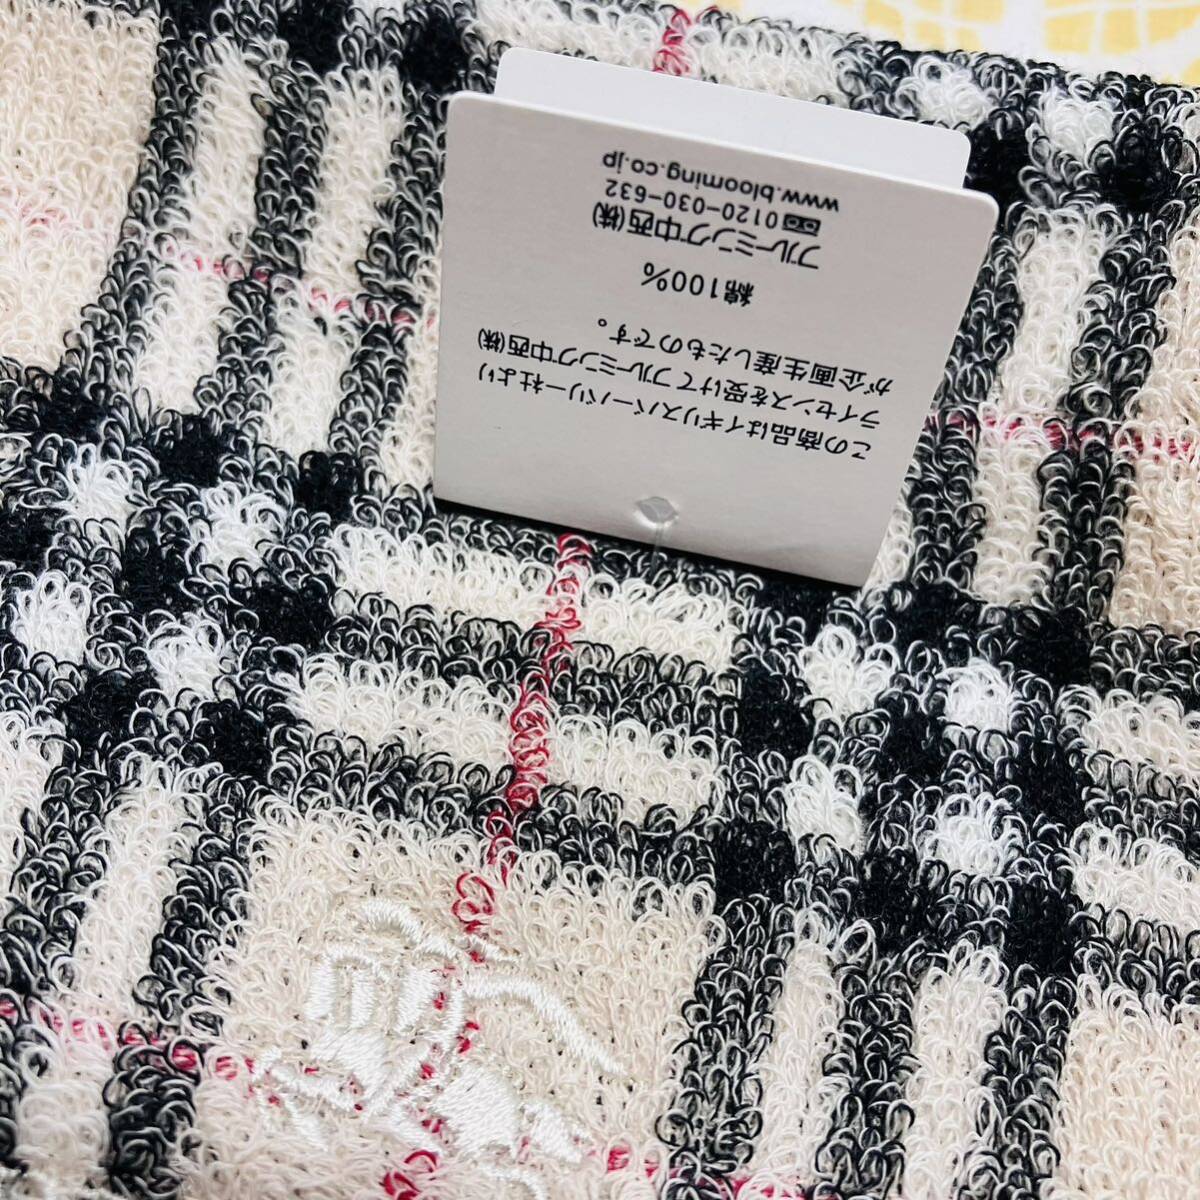 この商品はイギリスバーバリー社より
ライセンスを受けてブルーミング中西(株)
が企画生産したものです。
綿100%
ブルーミング中西(株)
0120-030-632
www.blooming.co.jp